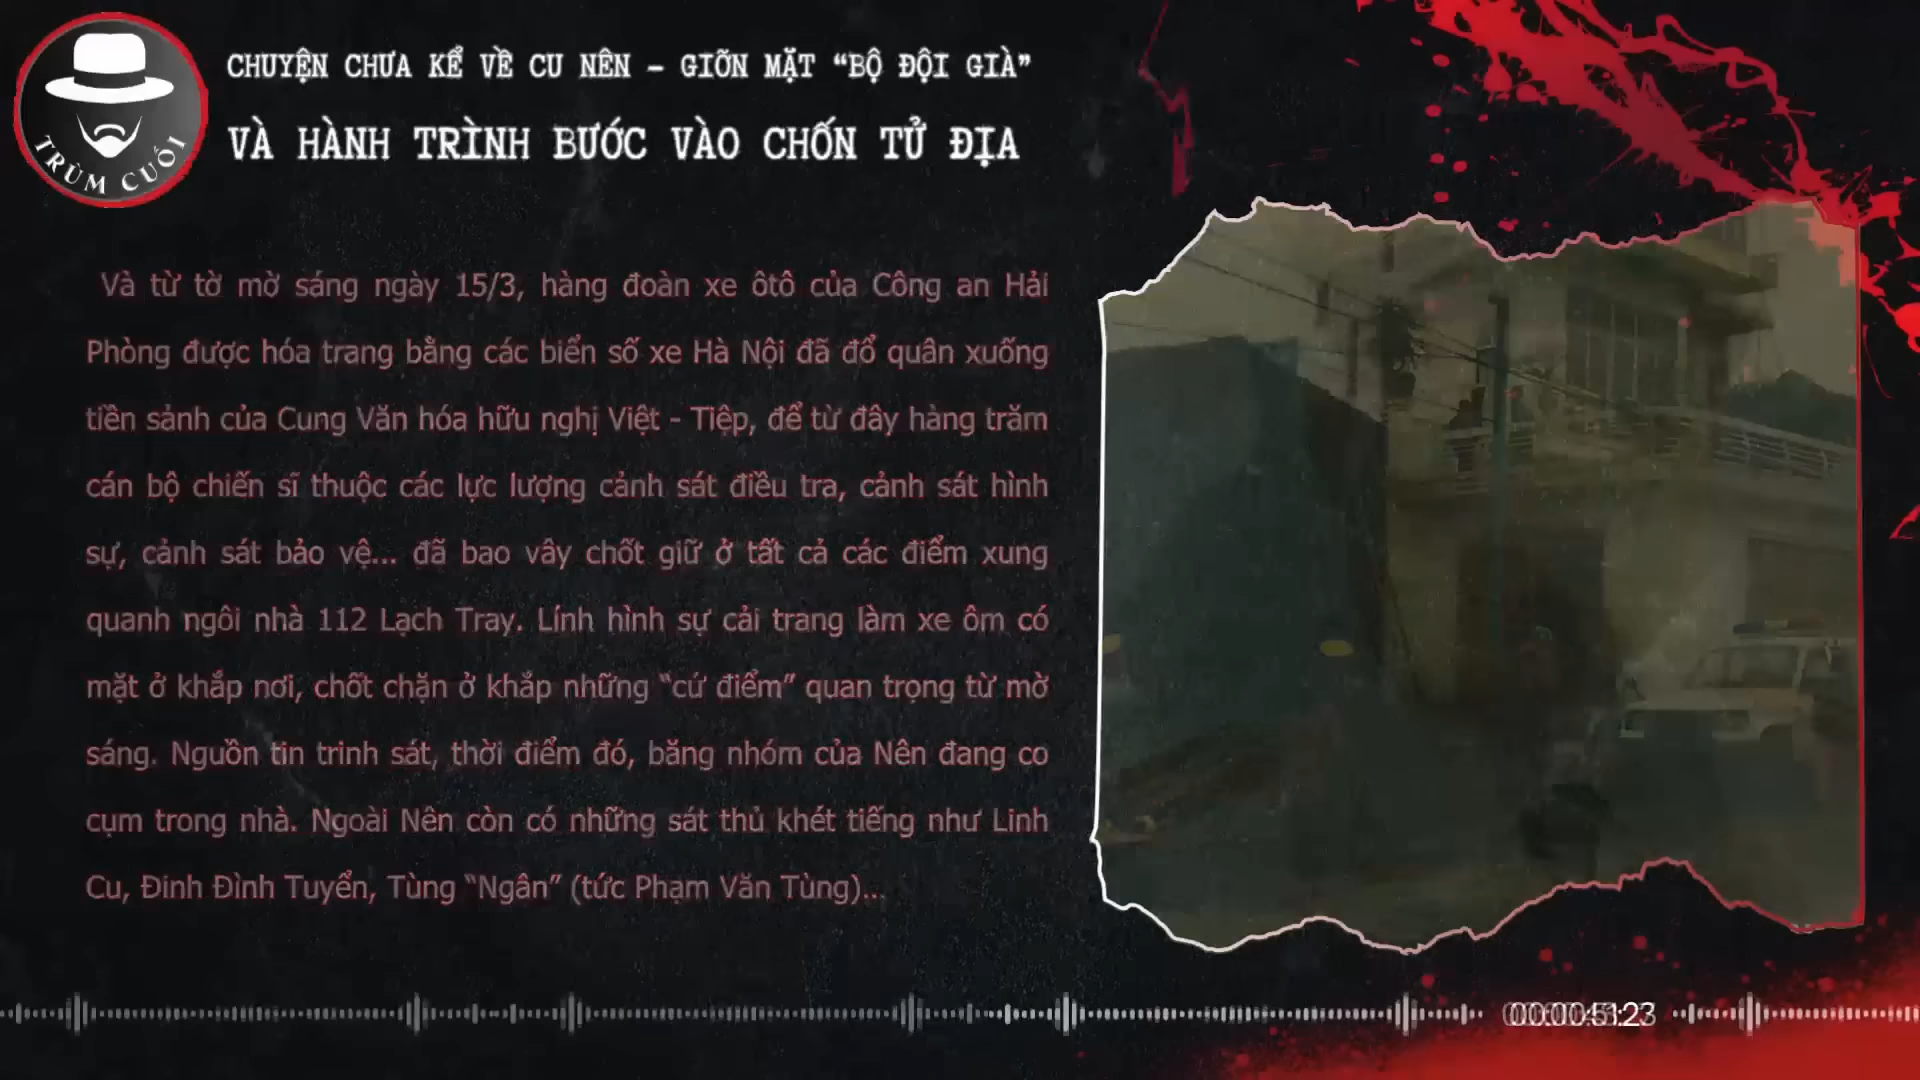 TRÙM CUỐI
CHUYỆN CHƯA KỂ VỀ CU NÊN – GIỠN MẶT “BỘ ĐỘI GIÀ”
VÀ HÀNH TRÌNH BƯỚC VÀO CHỐN TỬ ĐỊA
Và từ tờ mờ sáng ngày 15/3, hàng đoàn xe ôtô của Công an Hải
Phòng được hóa trang bằng các biển số xe Hà Nội đã đổ quân xuống
tiền sảnh của Cung Văn hóa hữu nghị Việt - Tiệp, để từ đây hàng trăm
cán bộ chiến sĩ thuộc các lực lượng cảnh sát điều tra, cảnh sát hình
sự, cảnh sát bảo vệ... đã bao vây chốt giữ ở tất cả các điểm xung
quanh ngôi nhà 112 Lạch Tray. Lính hình sự cải trang làm xe ôm có
mặt ở khắp nơi, chốt chặn ở khắp những “cứ điểm” quan trọng từ mờ
sáng. Nguồn tin trinh sát, thời điểm đó, băng nhóm của Nên đang co
cụm trong nhà. Ngoài Nên còn có những sát thủ khét tiếng như Linh
Cu, Đinh Đình Tuyển, Tùng “Ngân” (tức Phạm Văn Tùng)...